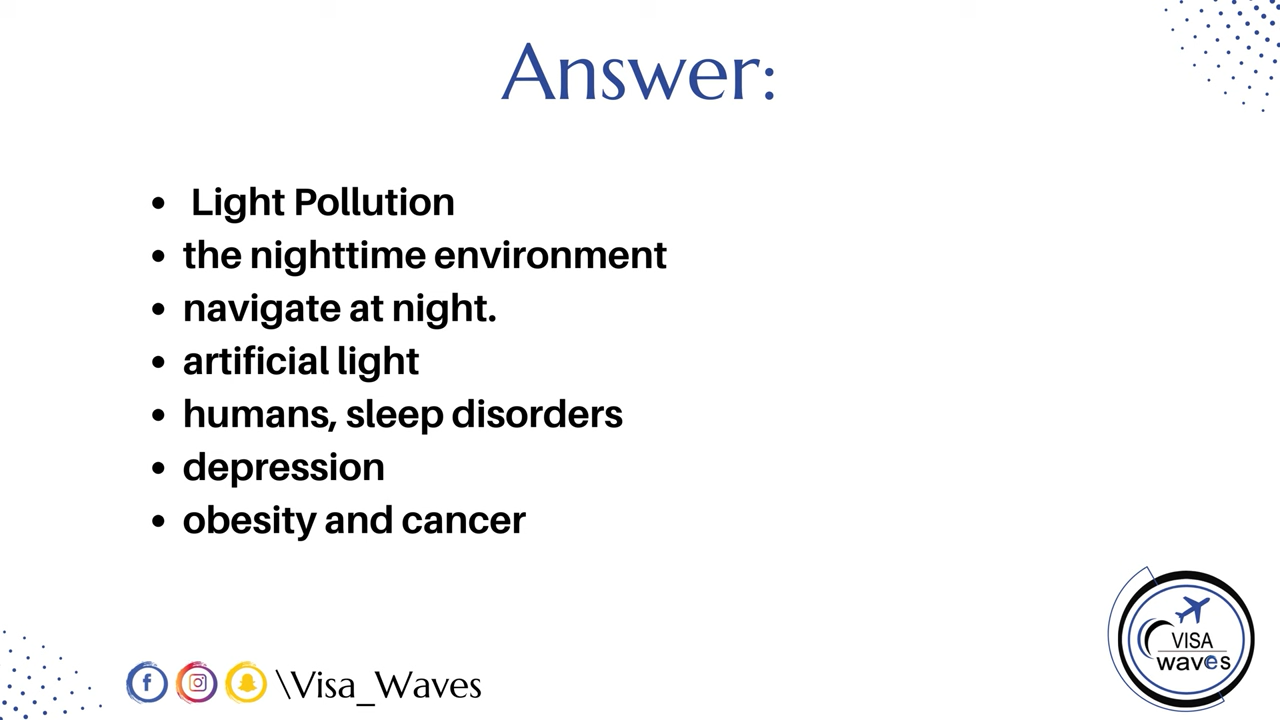 Answer:
• Light Pollution
• the nighttime environment
• navigate at night.
• artificial light
• humans, sleep disorders
• depression
• obesity and cancer
\Visa_Waves
VISA
waves